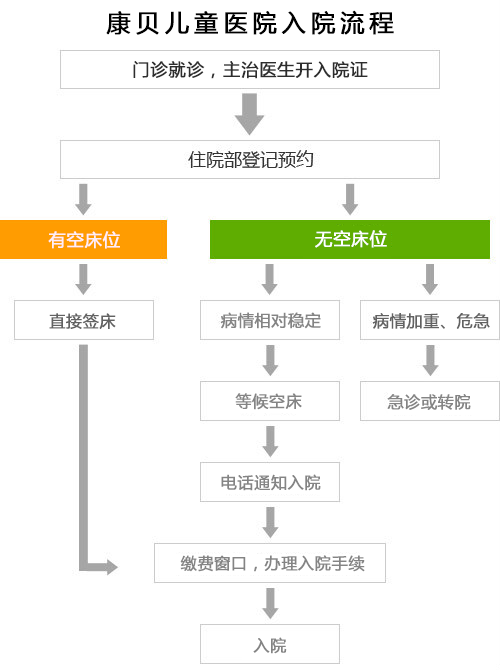 康贝儿童医院入院流程
门诊就诊，主治医生开入院证
住院部登记预约
有空床位
无空床位
直接签床
病情相对稳定
病情加重、危急
等候空床
急诊或转院
电话通知入院
缴费窗口，办理入院手续
入院